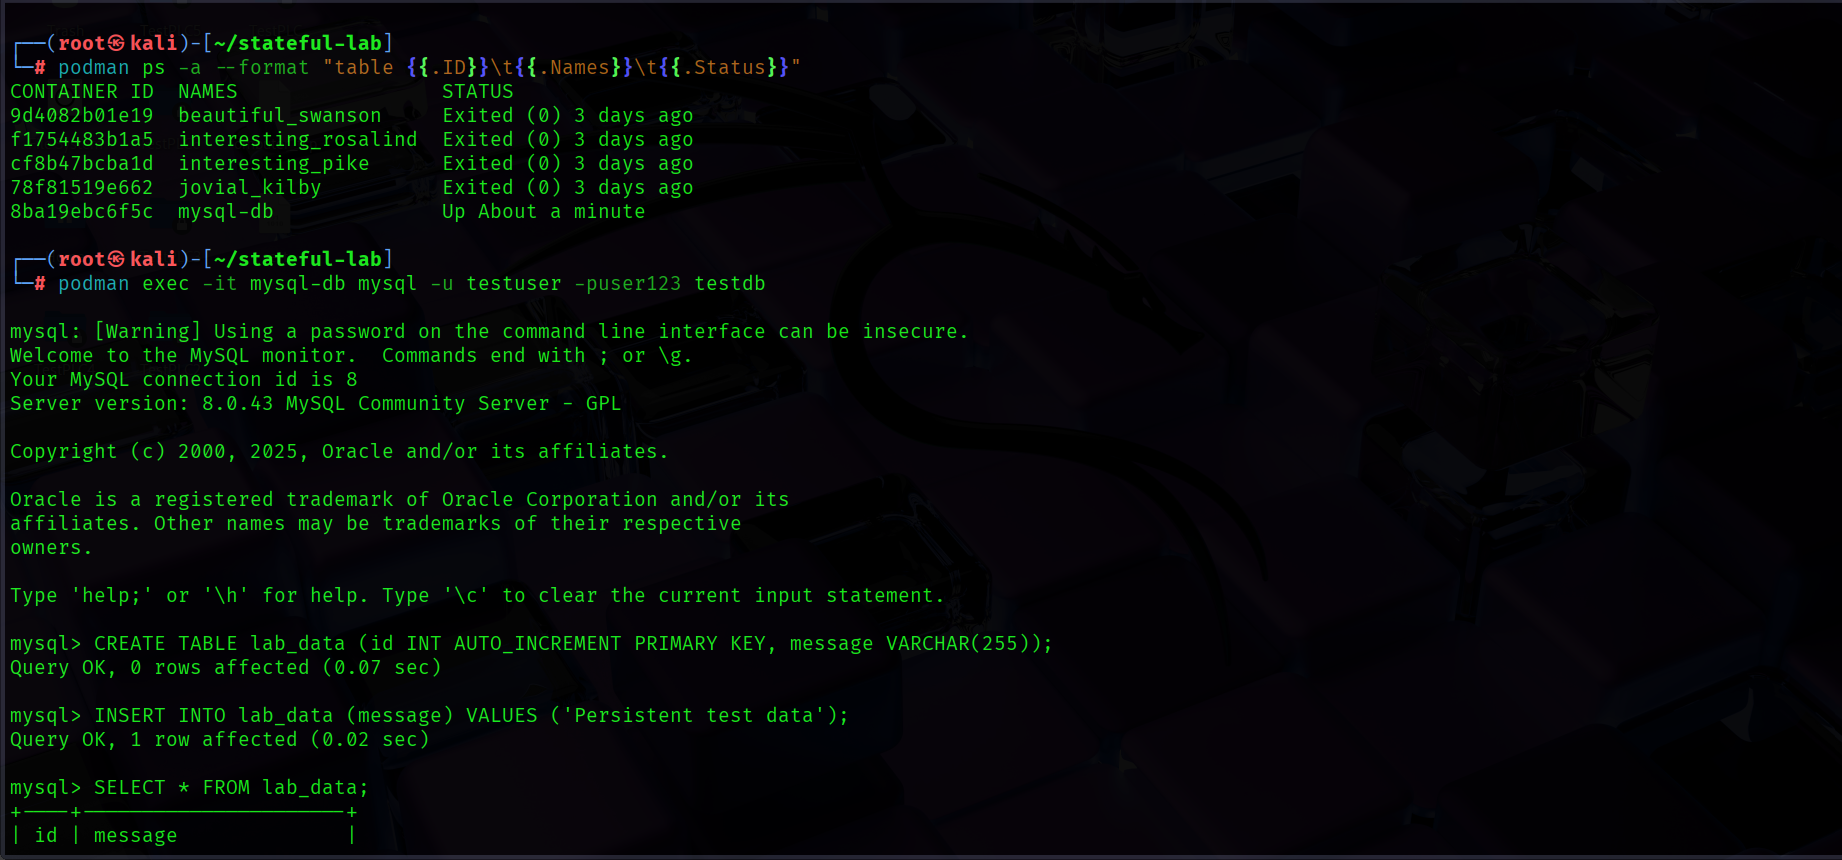 ┌──(root㉿kali)-[~/stateful-lab]
└─# podman ps -a --format "table {{.ID}}\t{{.Names}}\t{{.Status}}"
CONTAINER ID  NAMES                 STATUS
9d4082b01e19  beautiful_swanson     Exited (0) 3 days ago
f1754483b1a5  interesting_rosalind  Exited (0) 3 days ago
cf8b47bcba1d  interesting_pike      Exited (0) 3 days ago
78f81519e662  jovial_kilby          Exited (0) 3 days ago
8ba19ebc6f5c  mysql-db              Up About a minute
┌──(root㉿kali)-[~/stateful-lab]
└─# podman exec -it mysql-db mysql -u testuser -puser123 testdb
mysql: [Warning] Using a password on the command line interface can be insecure.
Welcome to the MySQL monitor.  Commands end with ; or \g.
Your MySQL connection id is 8
Server version: 8.0.43 MySQL Community Server - GPL
Copyright (c) 2000, 2025, Oracle and/or its affiliates.
Oracle is a registered trademark of Oracle Corporation and/or its
affiliates. Other names may be trademarks of their respective
owners.
Type 'help;' or '\h' for help. Type '\c' to clear the current input statement.
mysql> CREATE TABLE lab_data (id INT AUTO_INCREMENT PRIMARY KEY, message VARCHAR(255));
Query OK, 0 rows affected (0.07 sec)
mysql> INSERT INTO lab_data (message) VALUES ('Persistent test data');
Query OK, 1 row affected (0.02 sec)
mysql> SELECT * FROM lab_data;
+----+----------------------+
| id | message              |